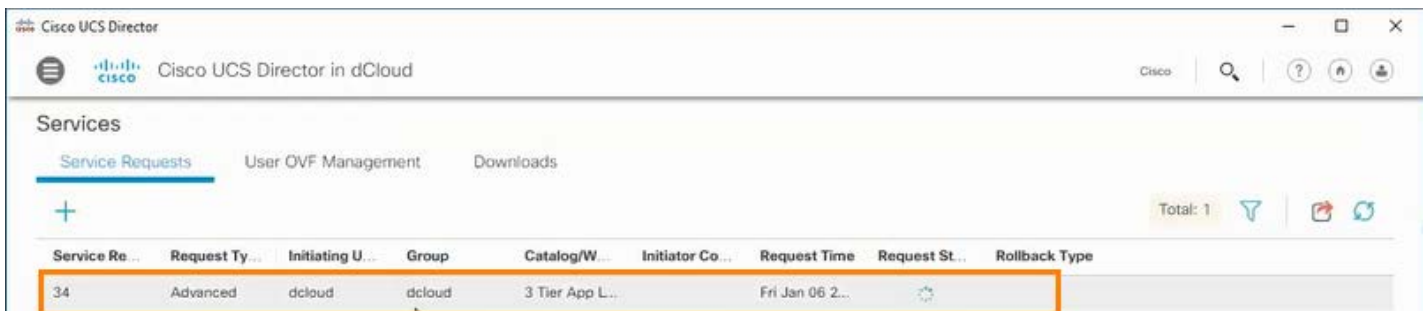 Cisco UCS Director
CISCO Cisco UCS Director in dCloud Cisco ?
Services
Service Requests User OVF Management Downloads
+ Total: 1
Service Re... Request Ty... Initiating U... Group Catalog/W... Initiator Co... Request Time Request St... Rollback Type
34 Advanced dcloud dcloud 3 Tier App L... Fri Jan 06 2...